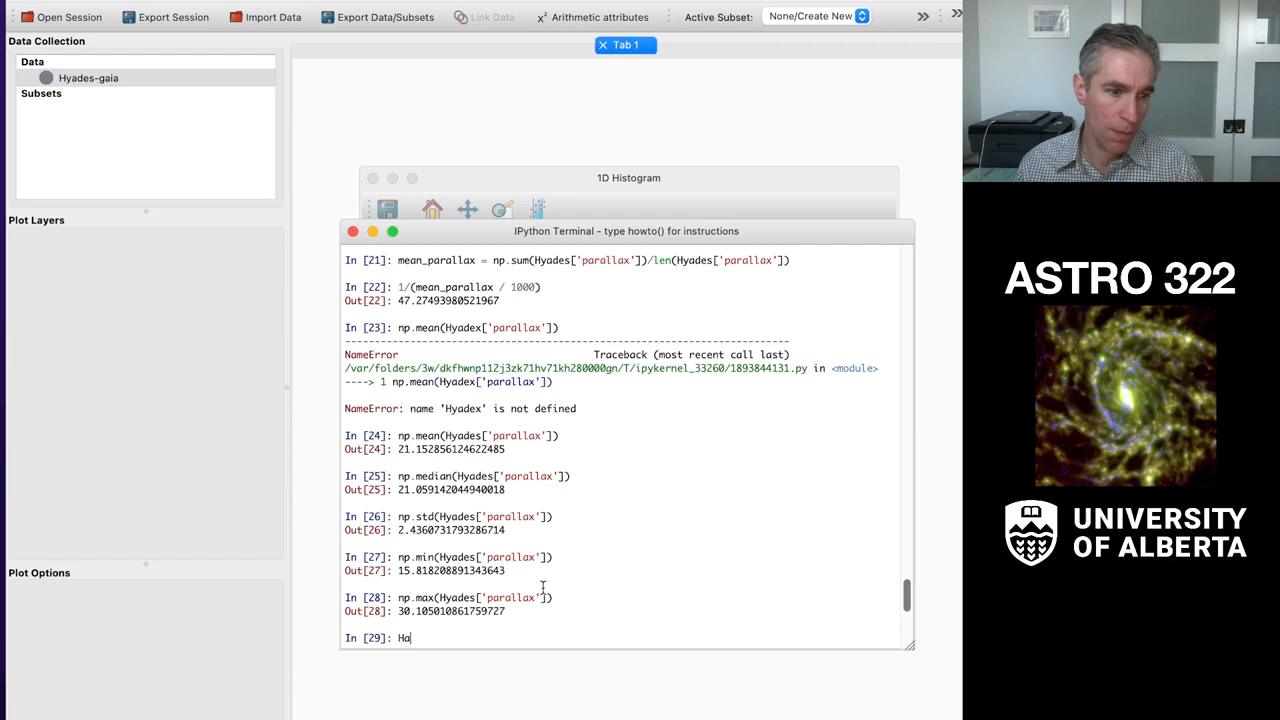 Open Session Export Session Import Data Export Data/Subsets Link Data x² Arithmetic attributes Active Subset: None/Create New » »
Data Collection
Tab 1
Data
Hyades-gaia
Subsets
Plot Layers
Plot Options
1D Histogram
IPython Terminal - type howto() for instructions
In [21]: mean_parallax = np.sum(Hyades['parallax'])/len(Hyades['parallax'])
In [22]: 1/(mean_parallax / 1000)
Out[22]: 47.27493980521967
In [23]: np.mean(Hyadex['parallax'])
---------------------------------------------------------------------------
NameError Traceback (most recent call last)
/var/folders/3w/dkfhwnp112j3zk71hv71kh280000gn/T/ipykernel_33260/1893844131.py in <module>
----> 1 np.mean(Hyadex['parallax'])
NameError: name 'Hyadex' is not defined
In [24]: np.mean(Hyades['parallax'])
Out[24]: 21.152856124622485
In [25]: np.median(Hyades['parallax'])
Out[25]: 21.059142044940018
In [26]: np.std(Hyades['parallax'])
Out[26]: 2.4360731793286714
In [27]: np.min(Hyades['parallax'])
Out[27]: 15.818208891343643
In [28]: np.max(Hyades['parallax'])
Out[28]: 30.105010861759727
In [29]: Ha
ASTRO 322
UNIVERSITY
OF ALBERTA